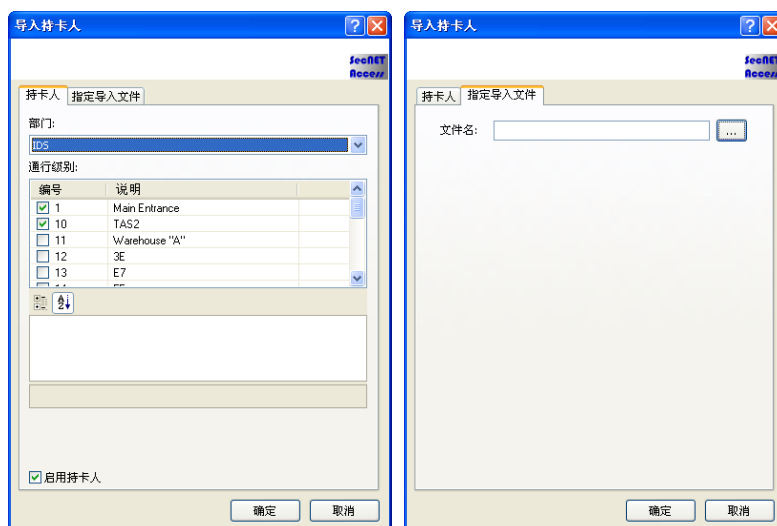 导入持卡人
SecNET
Access
持卡人 指定导入文件
部门:
IDS
通行级别:
编号 说明
1 Main Entrance
10 TAS2
11 Warehouse "A"
12 3E
13 E7
启用持卡人
确定 取消
导入持卡人
SecNET
Access
持卡人 指定导入文件
文件名: ...
确定 取消